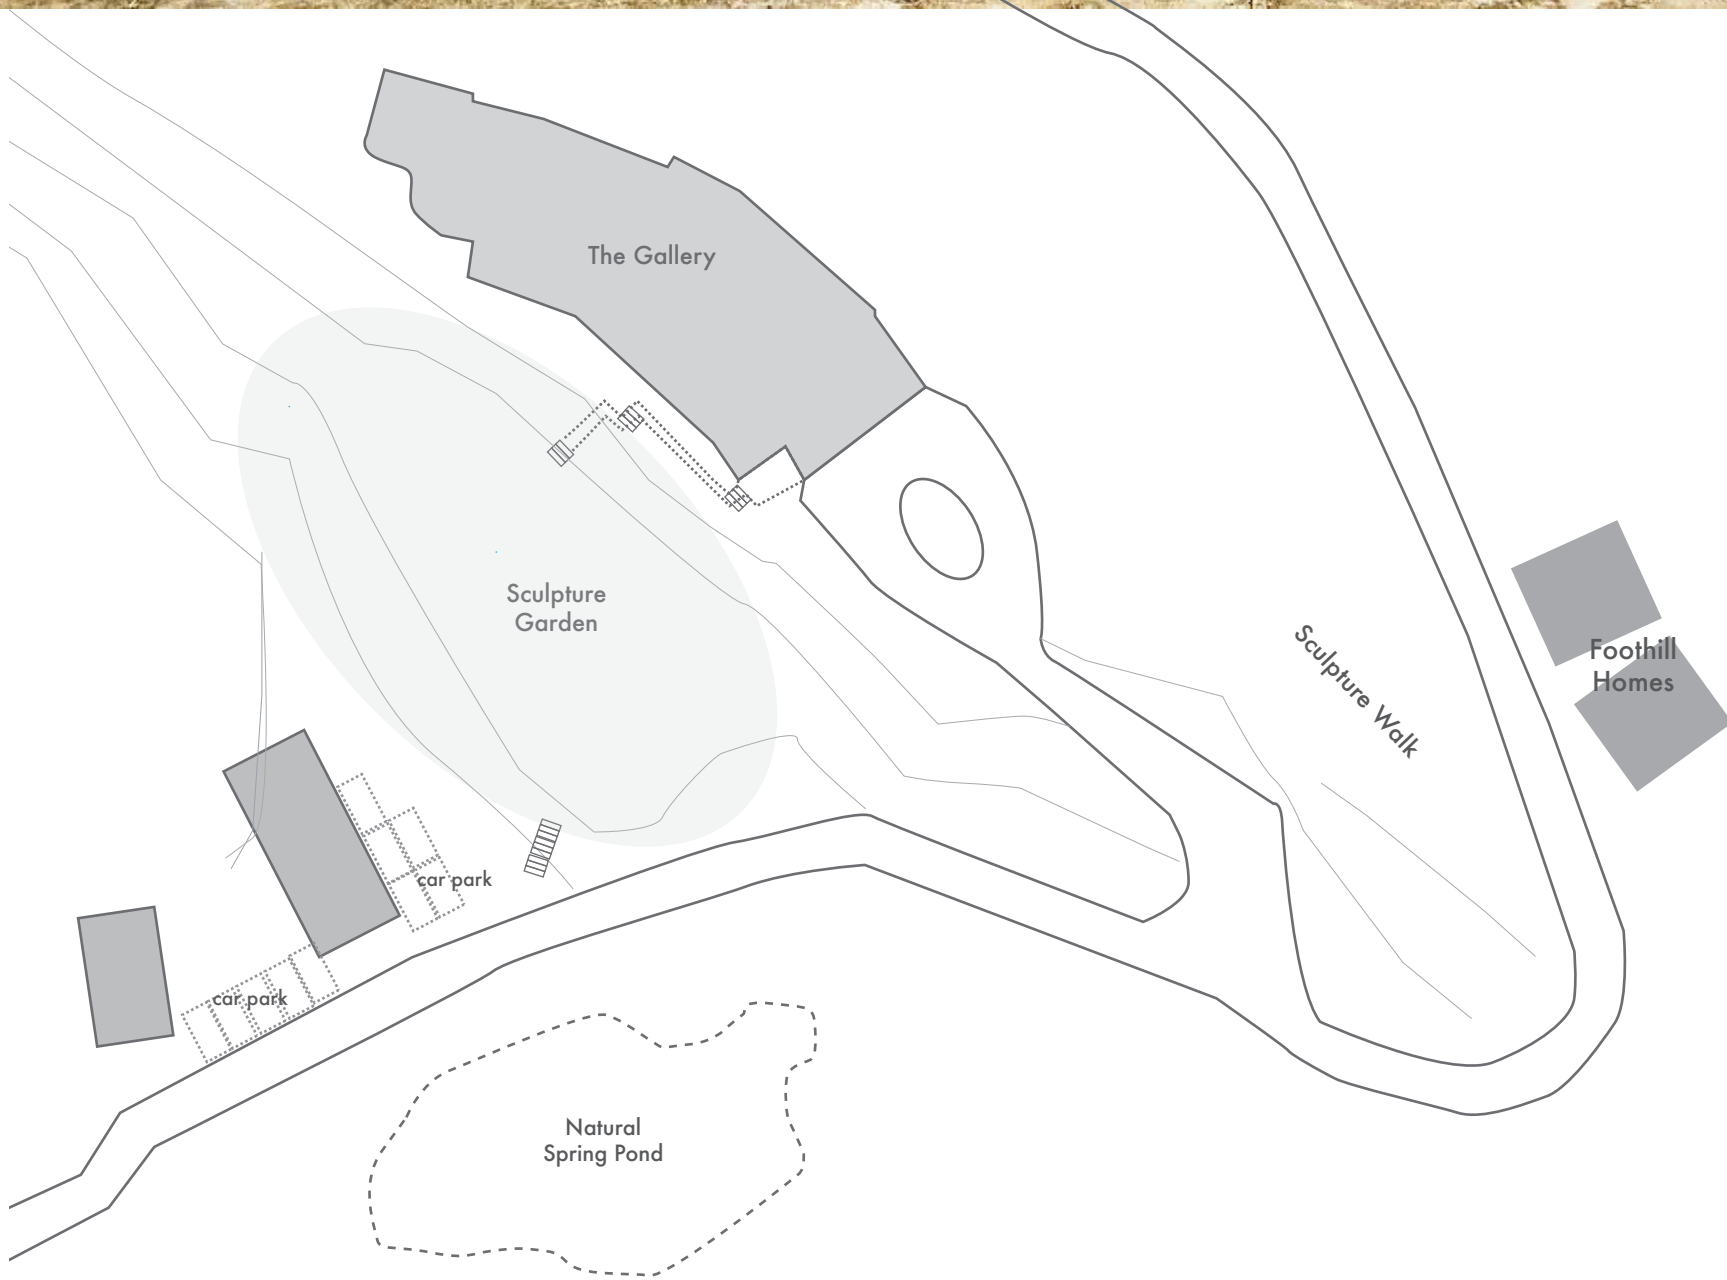 The Gallery
Sculpture
Garden
Sculpture Walk
Foothill
Homes
car park
car park
Natural
Spring Pond